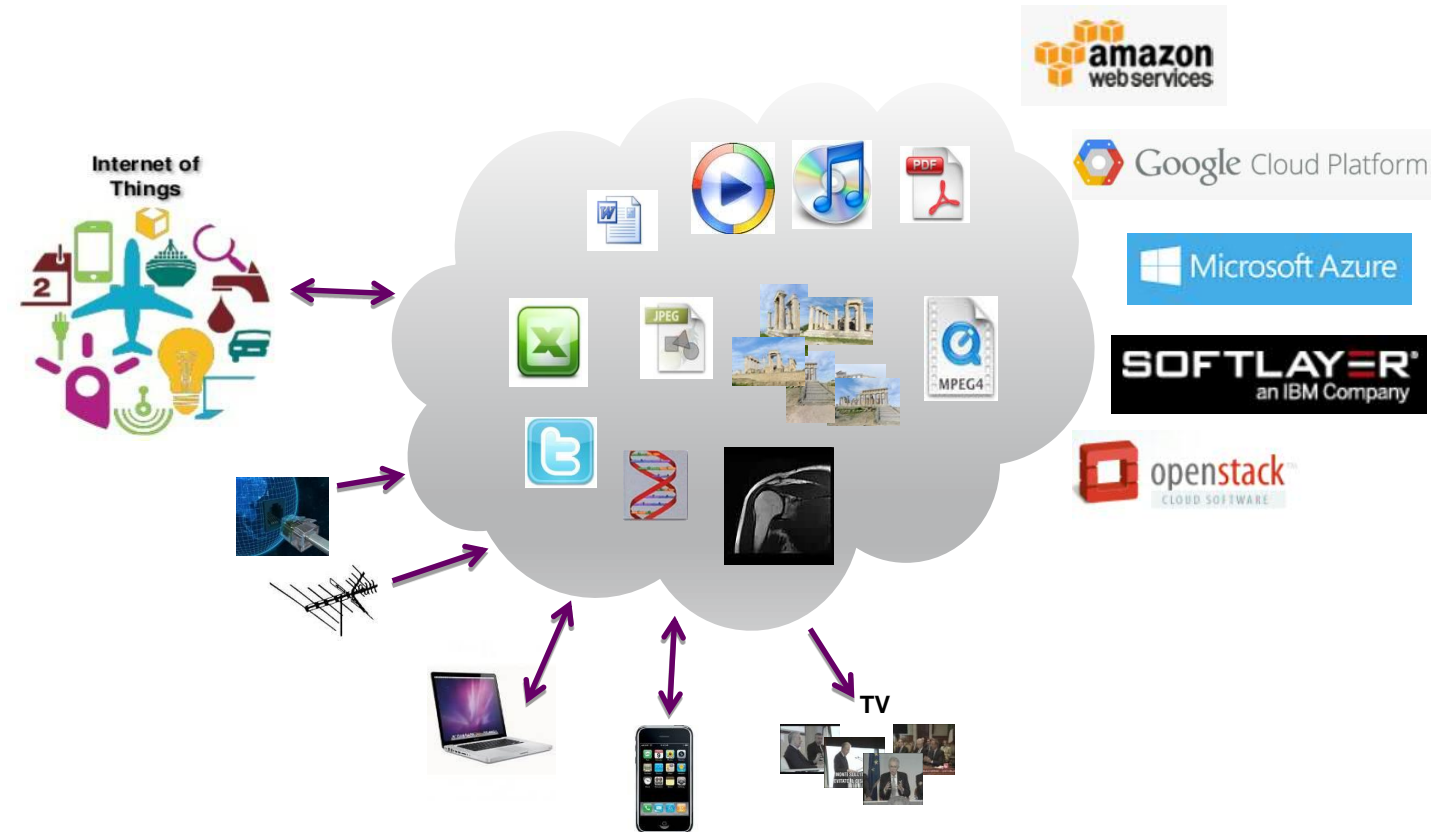 amazon
web services
Internet of
Things
Google Cloud Platform
PDF
W
2
Microsoft Azure
JPEG
X
MPEG4
SOFTLAYER®
an IBM Company
t
openstack™
CLOUD SOFTWARE
TV